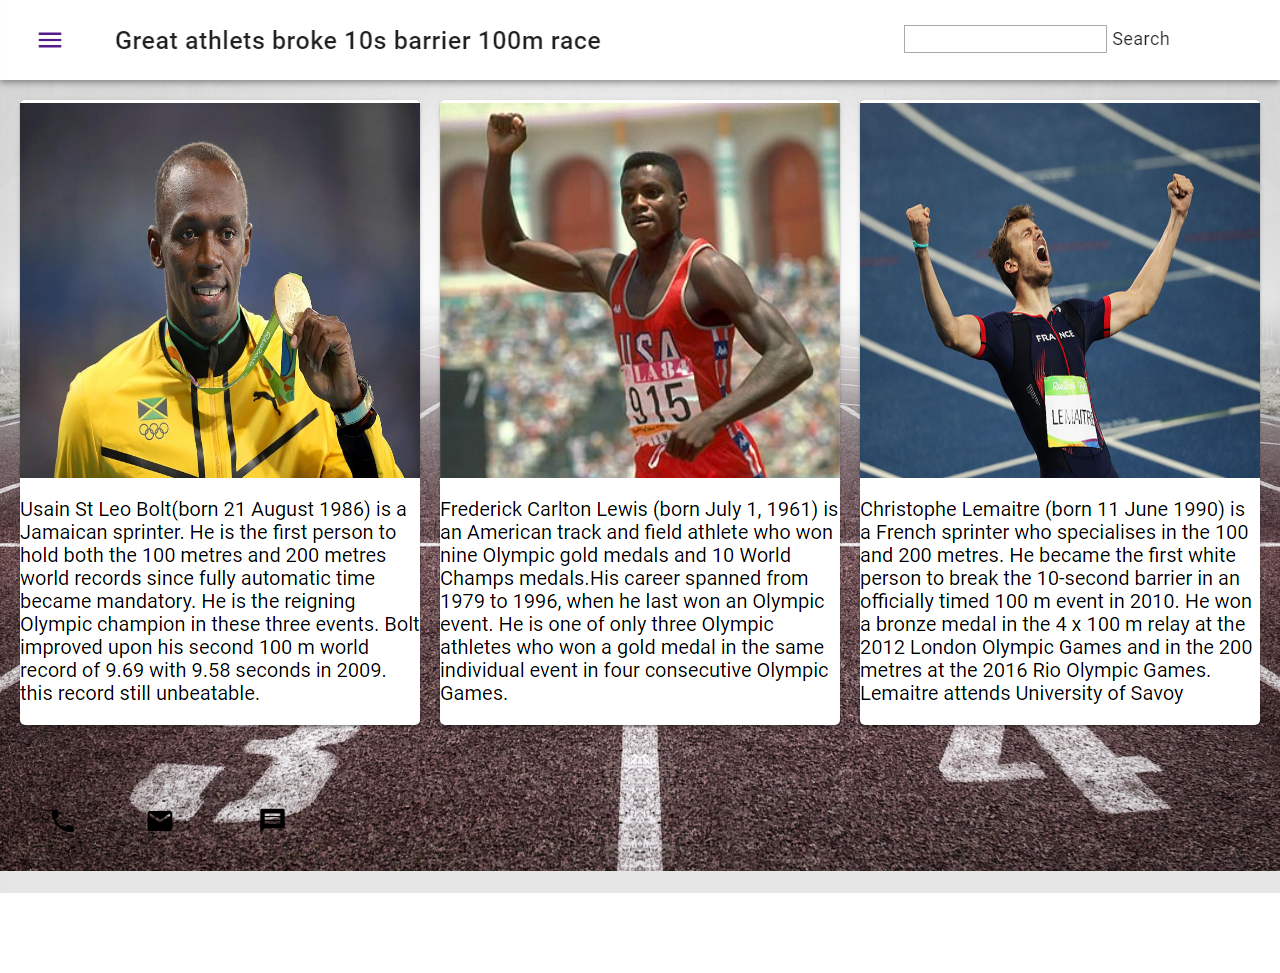 Great athlets broke 10s barrier 100m race
Search
USA
LA84
915
FRANCE
Rio2016
LEMAITRE
Usain St Leo Bolt(born 21 August 1986) is a
Jamaican sprinter. He is the first person to
hold both the 100 metres and 200 metres
world records since fully automatic time
became mandatory. He is the reigning
Olympic champion in these three events. Bolt
improved upon his second 100 m world
record of 9.69 with 9.58 seconds in 2009.
this record still unbeatable.
Frederick Carlton Lewis (born July 1, 1961) is
an American track and field athlete who won
nine Olympic gold medals and 10 World
Champs medals.His career spanned from
1979 to 1996, when he last won an Olympic
event. He is one of only three Olympic
athletes who won a gold medal in the same
individual event in four consecutive Olympic
Games.
Christophe Lemaitre (born 11 June 1990) is
a French sprinter who specialises in the 100
and 200 metres. He became the first white
person to break the 10-second barrier in an
officially timed 100 m event in 2010. He won
a bronze medal in the 4 x 100 m relay at the
2012 London Olympic Games and in the 200
metres at the 2016 Rio Olympic Games.
Lemaitre attends University of Savoy
3
4